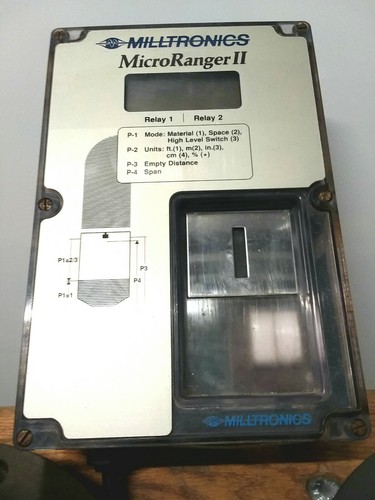 MILLTRONICS
MicroRanger II
Relay 1 | Relay 2
P-1 Mode: Material (1), Space (2),
High Level Switch (3)
P-2 Units: ft.(1), m(2), in.(3),
cm (4), % (*)
P-3 Empty Distance
P-4 Span
P1=2/3
P3
P4
P1=1
MILLTRONICS